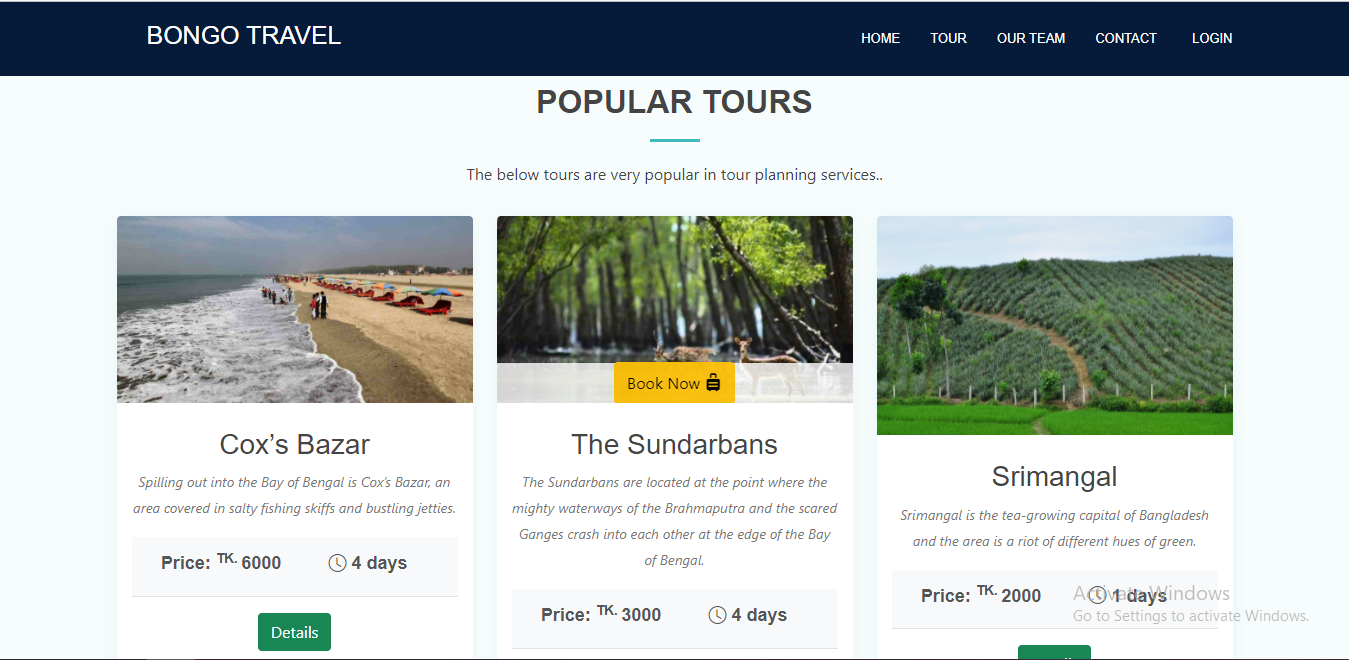 BONGO TRAVEL
HOME TOUR OUR TEAM CONTACT LOGIN
POPULAR TOURS
The below tours are very popular in tour planning services..
Book Now
Cox’s Bazar
Spilling out into the Bay of Bengal is Cox’s Bazar, an
area covered in salty fishing skiffs and bustling jetties.
Price: TK. 6000 4 days
Details
The Sundarbans
The Sundarbans are located at the point where the
mighty waterways of the Brahmaputra and the scared
Ganges crash into each other at the edge of the Bay
of Bengal.
Price: TK. 3000 4 days
Srimangal
Srimangal is the tea-growing capital of Bangladesh
and the area is a riot of different hues of green.
Price: TK. 2000 1 days
Activate Windows
Go to Settings to activate Windows.